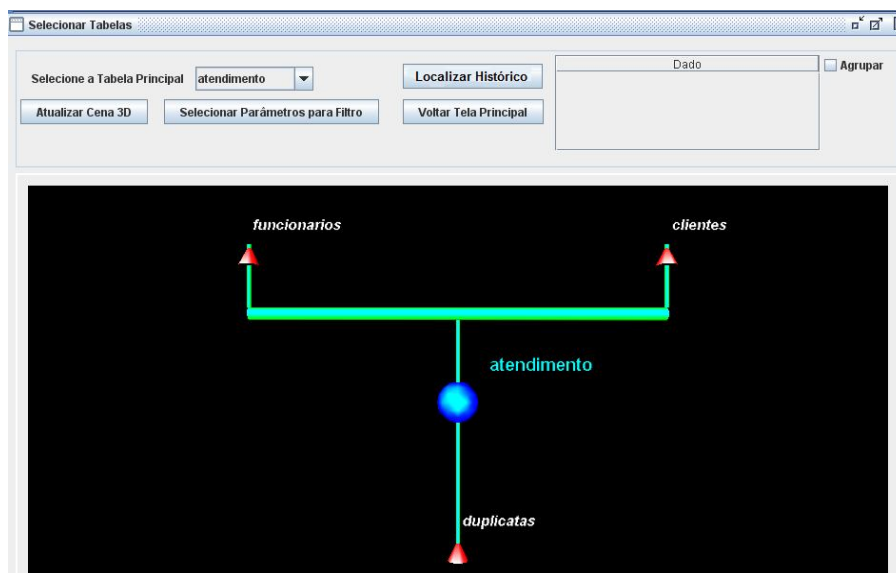 Selecionar Tabelas
Selecione a Tabela Principal atendimento Localizar Histórico Dado Agrupar
Atualizar Cena 3D Selecionar Parâmetros para Filtro Voltar Tela Principal
funcionarios clientes
atendimento
duplicatas